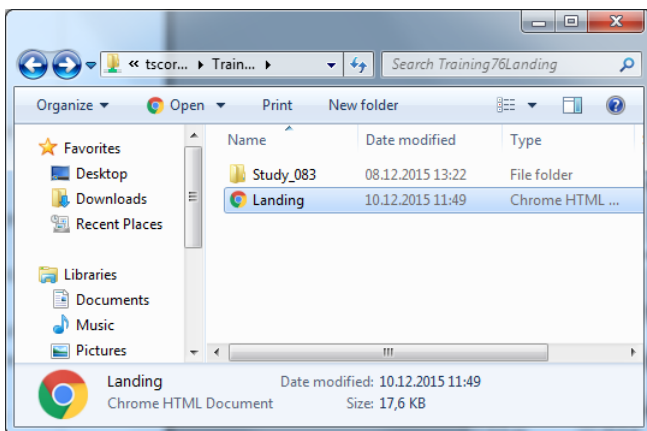 « tscor... Train...
Search Training76Landing
Organize Open Print New folder
Favorites
Desktop
Downloads
Recent Places
Libraries
Documents
Music
Pictures
Name Date modified Type
Study_083 08.12.2015 13:22 File folder
Landing 10.12.2015 11:49 Chrome HTML ...
Landing Date modified: 10.12.2015 11:49
Chrome HTML Document Size: 17,6 KB